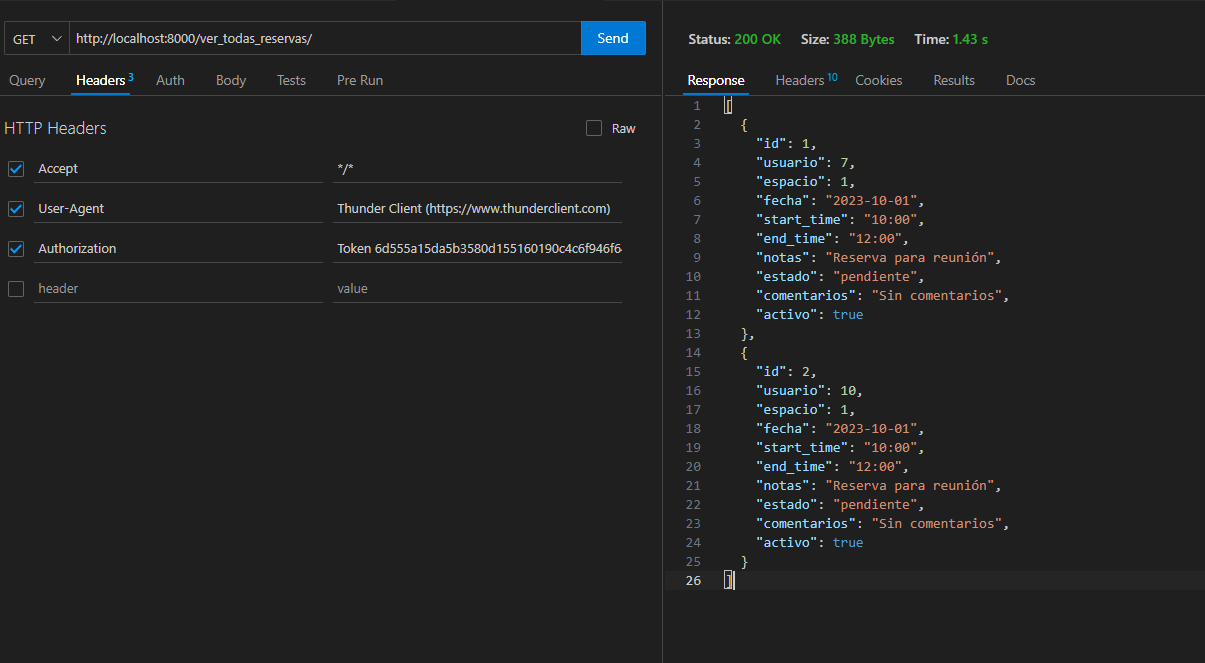 GET http://localhost:8000/ver_todas_reservas/ Send
Query Headers 3 Auth Body Tests Pre Run
HTTP Headers Raw
Accept */*
User-Agent Thunder Client (https://www.thunderclient.com)
Authorization Token 6d555a15da5b3580d155160190c4c6f946f6
header value
Status: 200 OK Size: 388 Bytes Time: 1.43 s
Response Headers 10 Cookies Results Docs
1 [
2 {
3 "id": 1,
4 "usuario": 7,
5 "espacio": 1,
6 "fecha": "2023-10-01",
7 "start_time": "10:00",
8 "end_time": "12:00",
9 "notas": "Reserva para reunión",
10 "estado": "pendiente",
11 "comentarios": "Sin comentarios",
12 "activo": true
13 },
14 {
15 "id": 2,
16 "usuario": 10,
17 "espacio": 1,
18 "fecha": "2023-10-01",
19 "start_time": "10:00",
20 "end_time": "12:00",
21 "notas": "Reserva para reunión",
22 "estado": "pendiente",
23 "comentarios": "Sin comentarios",
24 "activo": true
25 }
26 ]